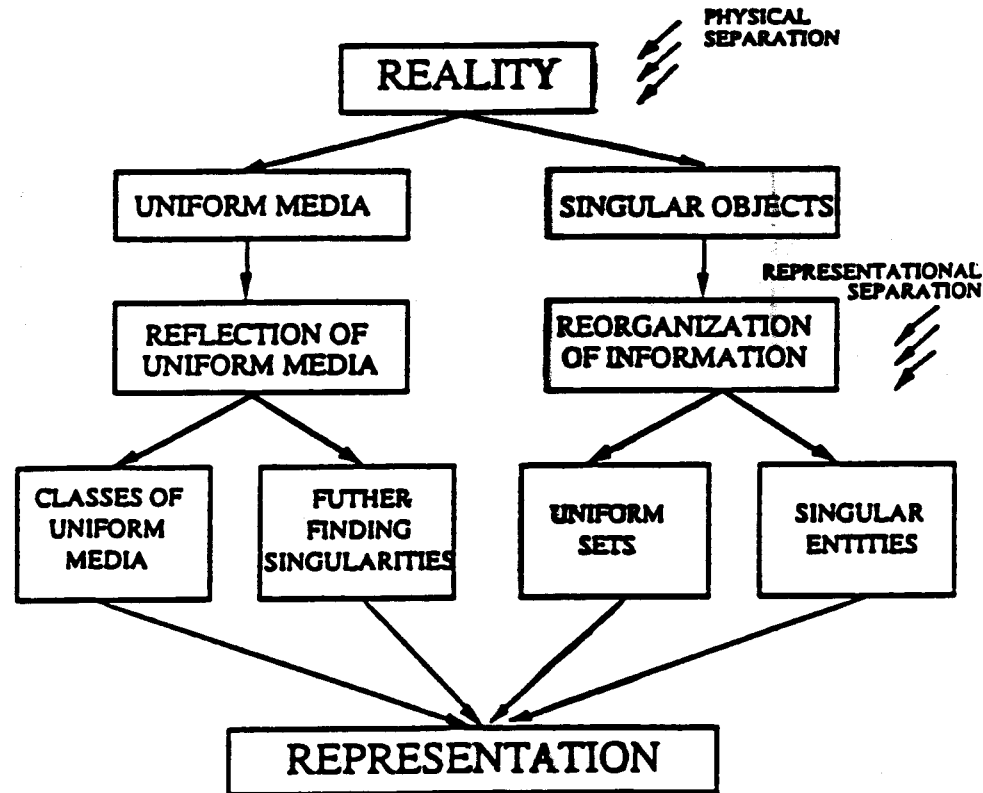 PHYSICAL
SEPARATION
REALITY
UNIFORM MEDIA
SINGULAR OBJECTS
REPRESENTATIONAL
SEPARATION
REFLECTION OF
UNIFORM MEDIA
REORGANIZATION
OF INFORMATION
CLASSES OF
UNIFORM
MEDIA
FUTHER
FINDING
SINGULARITIES
UNIFORM
SETS
SINGULAR
ENTITIES
REPRESENTATION